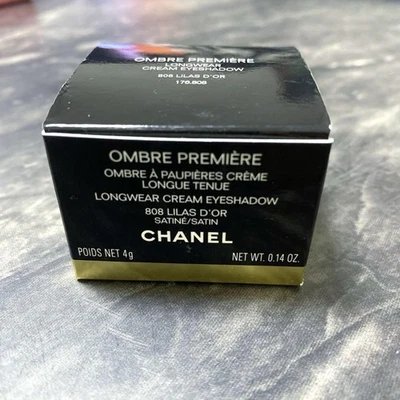 OMBRE PREMIÈRE
LONGWEAR
CREAM EYESHADOW
808 LILAS D'OR
176.808
OMBRE PREMIÈRE
OMBRE À PAUPIÈRES CRÈME
LONGUE TENUE
LONGWEAR CREAM EYESHADOW
808 LILAS D'OR
SATINÉ/SATIN
CHANEL
POIDS NET 4g NET WT. 0.14 OZ.